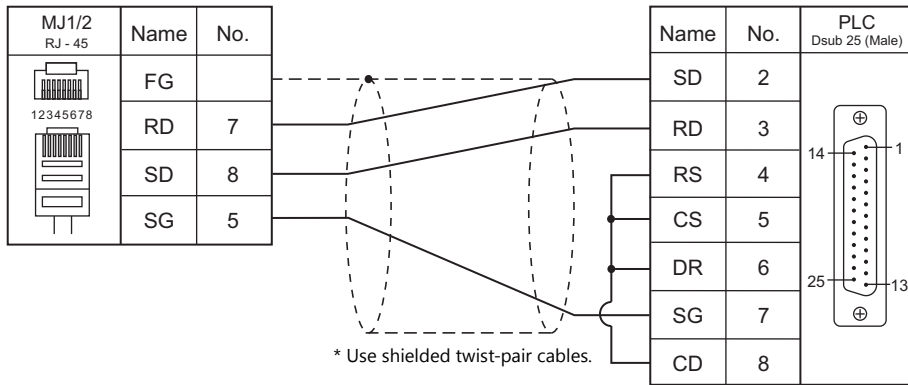 MJ1/2
RJ - 45
Name No.
FG
RD 7
SD 8
SG 5
12345678
Name No.
PLC
Dsub 25 (Male)
SD 2
RD 3
RS 4
CS 5
DR 6
SG 7
CD 8
14 1
25 13
* Use shielded twist-pair cables.